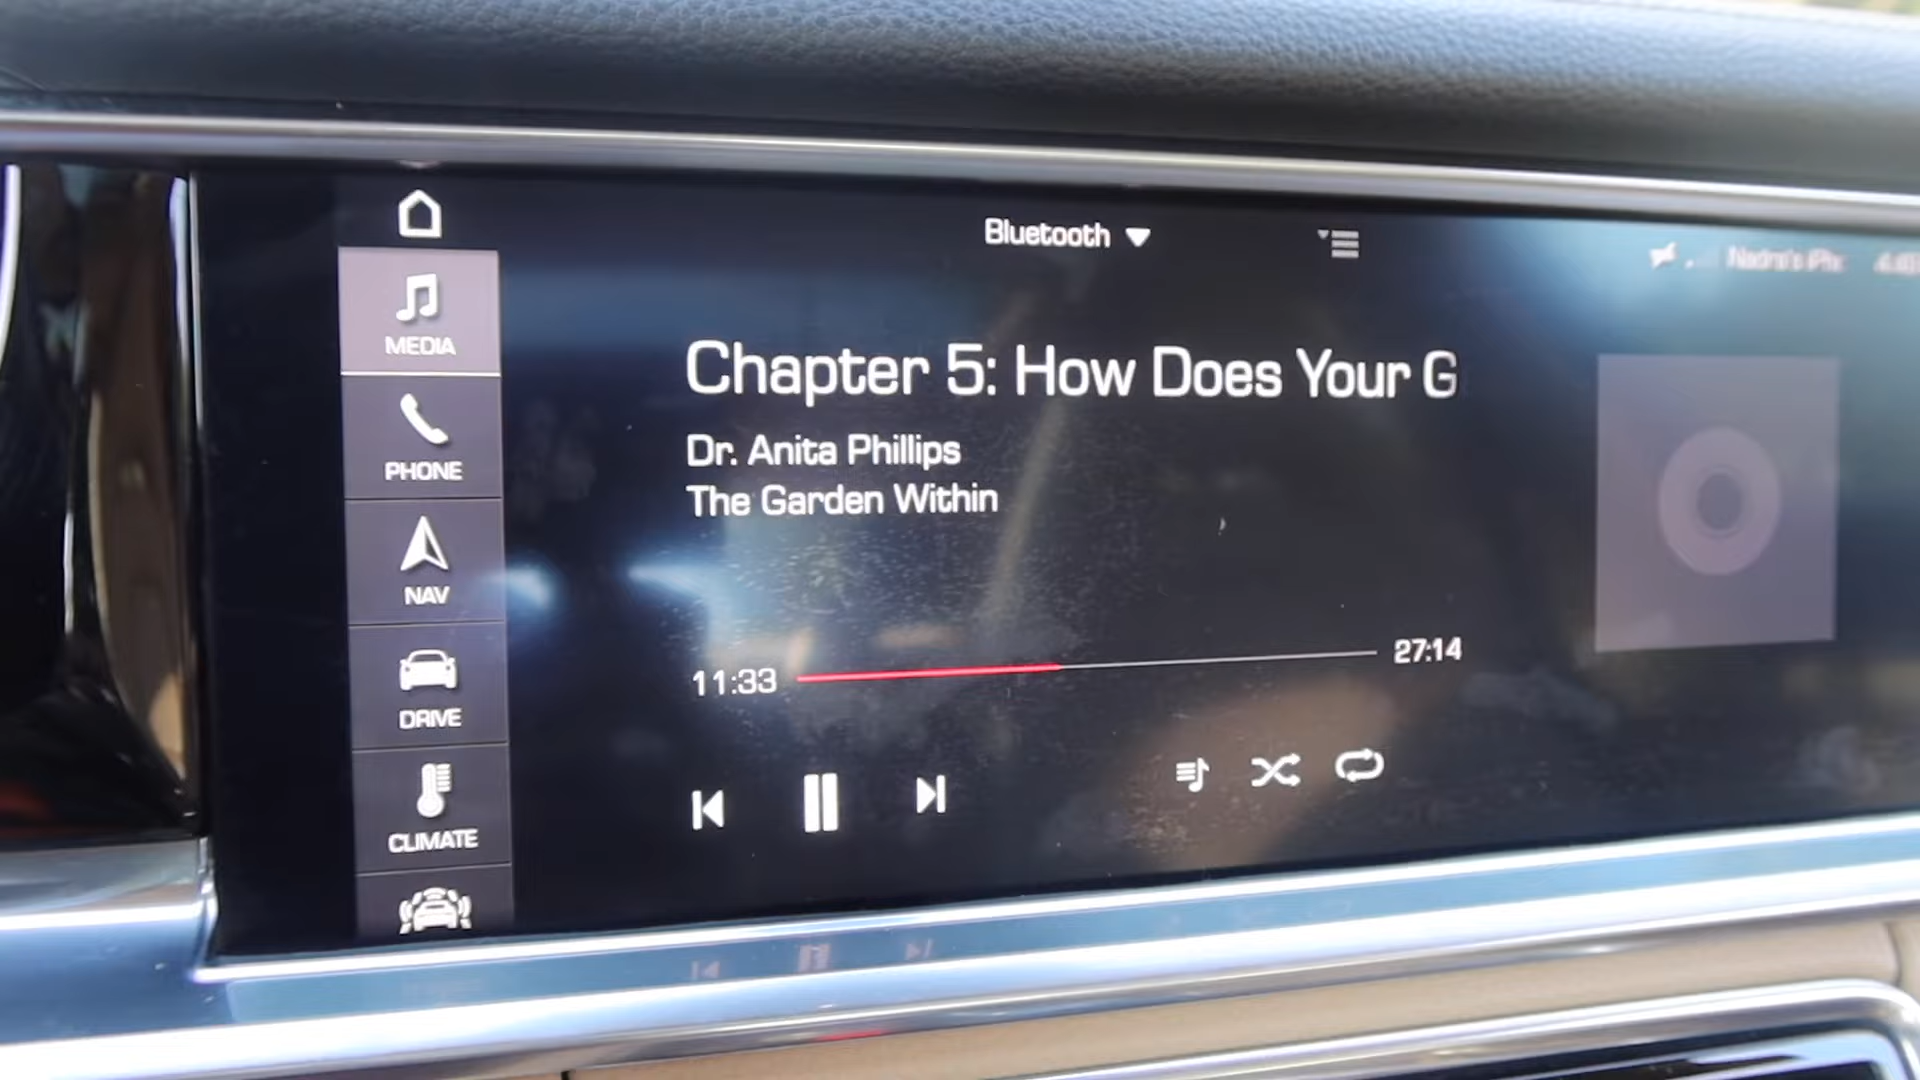 Bluetooth
MEDIA
PHONE
NAV
DRIVE
CLIMATE
Chapter 5: How Does Your G
Dr. Anita Phillips
The Garden Within
11:33
27:14